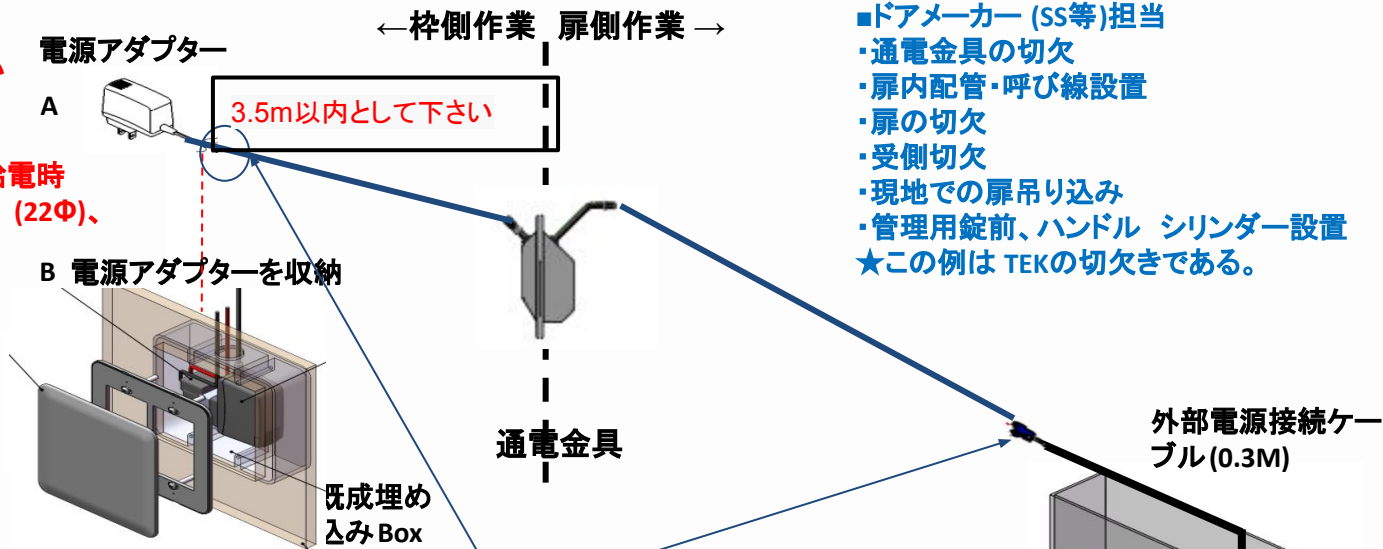 ←枠側作業 扉側作業→
電源アダプター
A
3.5m以内として下さい
給電時
(22Φ)、
B 電源アダプターを収納
既成埋め
込みBox
通電金具
■ドアメーカー (SS等)担当
・通電金具の切欠
・扉内配管・呼び線設置
・扉の切欠
・受側切欠
・現地での扉吊り込み
・管理用錠前、ハンドル シリンダー設置
★この例は TEKの切欠きである。
外部電源接続ケー
ブル(0.3M)